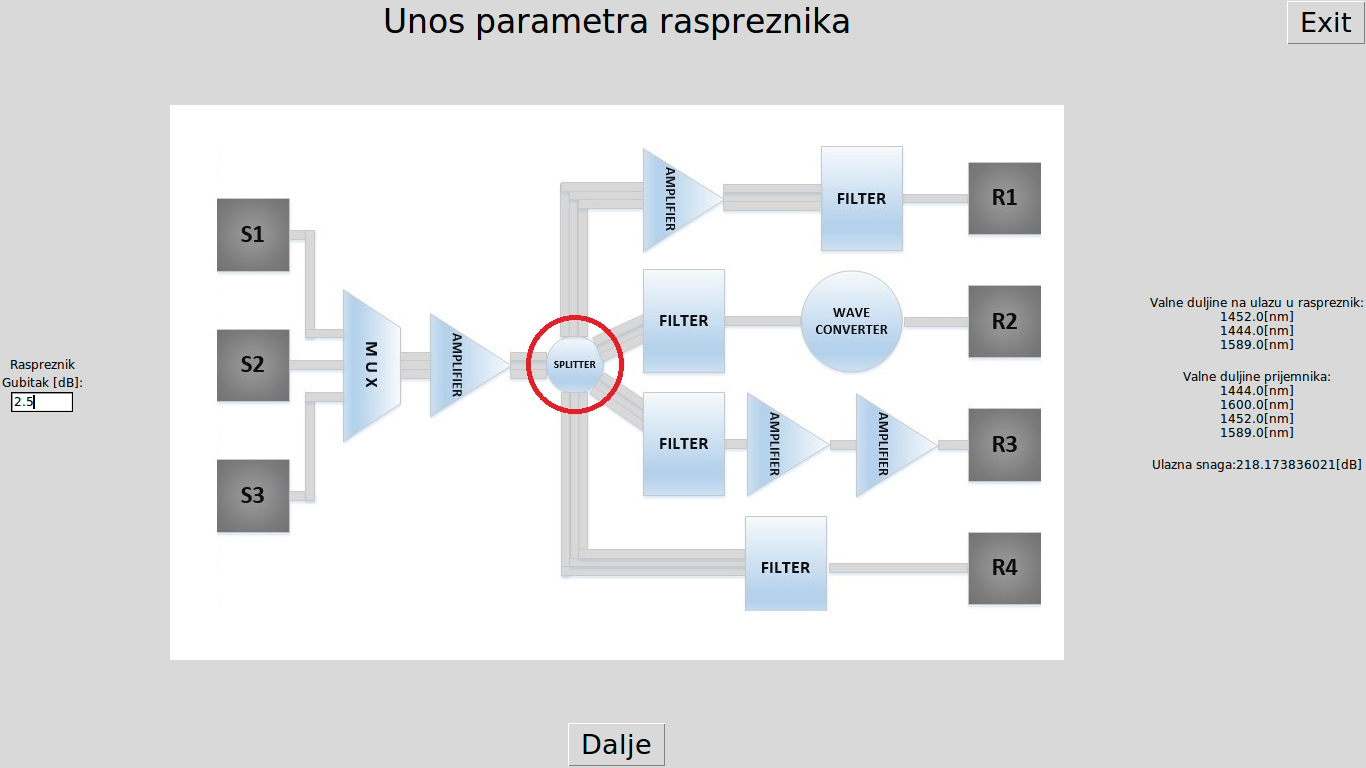 Unos parametra raspreznika
Exit
Raspreznik
Gubitak [dB]:
2.5
S1
S2
S3
MUX
AMPLIFIER
SPLITTER
AMPLIFIER
FILTER
R1
FILTER
WAVE
CONVERTER
R2
FILTER
AMPLIFIER
AMPLIFIER
R3
FILTER
R4
Valne duljine na ulazu u raspreznik:
1452.0[nm]
1444.0[nm]
1589.0[nm]
Valne duljine prijemnika:
1444.0[nm]
1600.0[nm]
1452.0[nm]
1589.0[nm]
Ulazna snaga:218.173836021[dB]
Dalje